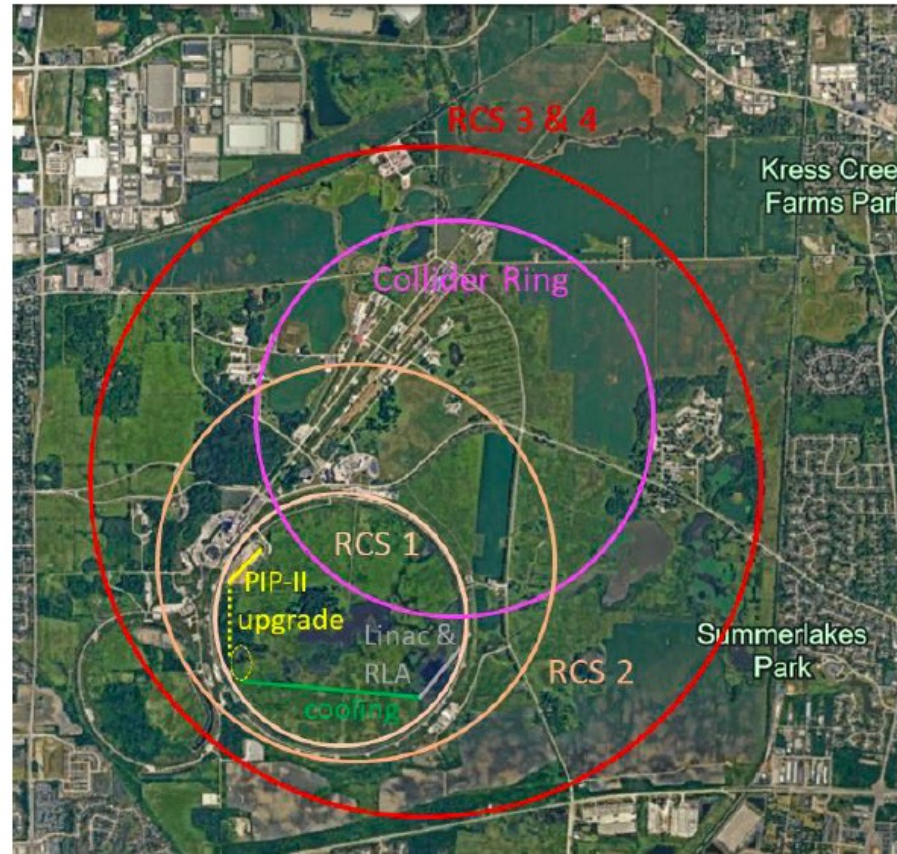 RCS 3 & 4
Kress Cree
Farms Park
Collider Ring
RCS 1
PIP-II
upgrade
Linac &
RLA
Summerlakes
Park
RCS 2
cooling